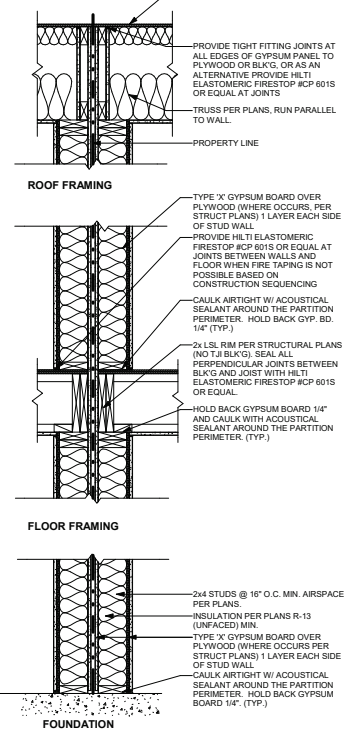 PROVIDE TIGHT FITTING JOINTS AT
ALL EDGES OF GYPSUM PANEL TO
PLYWOOD OR BLK'G, OR AS AN
ALTERNATIVE PROVIDE HILTI
ELASTOMERIC FIRESTOP #CP 601S
OR EQUAL AT JOINTS
TRUSS PER PLANS, RUN PARALLEL
TO WALL.
PROPERTY LINE
ROOF FRAMING
TYPE 'X' GYPSUM BOARD OVER
PLYWOOD (WHERE OCCURS, PER
STRUCT PLANS) 1 LAYER EACH SIDE
OF STUD WALL
PROVIDE HILTI ELASTOMERIC
FIRESTOP #CP 601S OR EQUAL AT
JOINTS BETWEEN WALLS AND
FLOOR WHEN FIRE TAPING IS NOT
POSSIBLE BASED ON
CONSTRUCTION SEQUENCING
CAULK AIRTIGHT W/ ACOUSTICAL
SEALANT AROUND THE PARTITION
PERIMETER. HOLD BACK GYP. BD.
1/4" (TYP.)
2x LSL RIM PER STRUCTURAL PLANS
(NO TJI BLK'G). SEAL ALL
PERPENDICULAR JOINTS BETWEEN
BLK'G AND JOIST WITH HILTI
ELASTOMERIC FIRESTOP #CP 601S
OR EQUAL.
HOLD BACK GYPSUM BOARD 1/4"
AND CAULK WITH ACOUSTICAL
SEALANT AROUND THE PARTITION
PERIMETER. (TYP.)
FLOOR FRAMING
2x4 STUDS @ 16" O.C. MIN. AIRSPACE
PER PLANS.
INSULATION PER PLANS R-13
(UNFACED) MIN.
TYPE 'X' GYPSUM BOARD OVER
PLYWOOD (WHERE OCCURS PER
STRUCT PLANS) 1 LAYER EACH SIDE
OF STUD WALL
CAULK AIRTIGHT W/ ACOUSTICAL
SEALANT AROUND THE PARTITION
PERIMETER. HOLD BACK GYPSUM
BOARD 1/4". (TYP.)
FOUNDATION